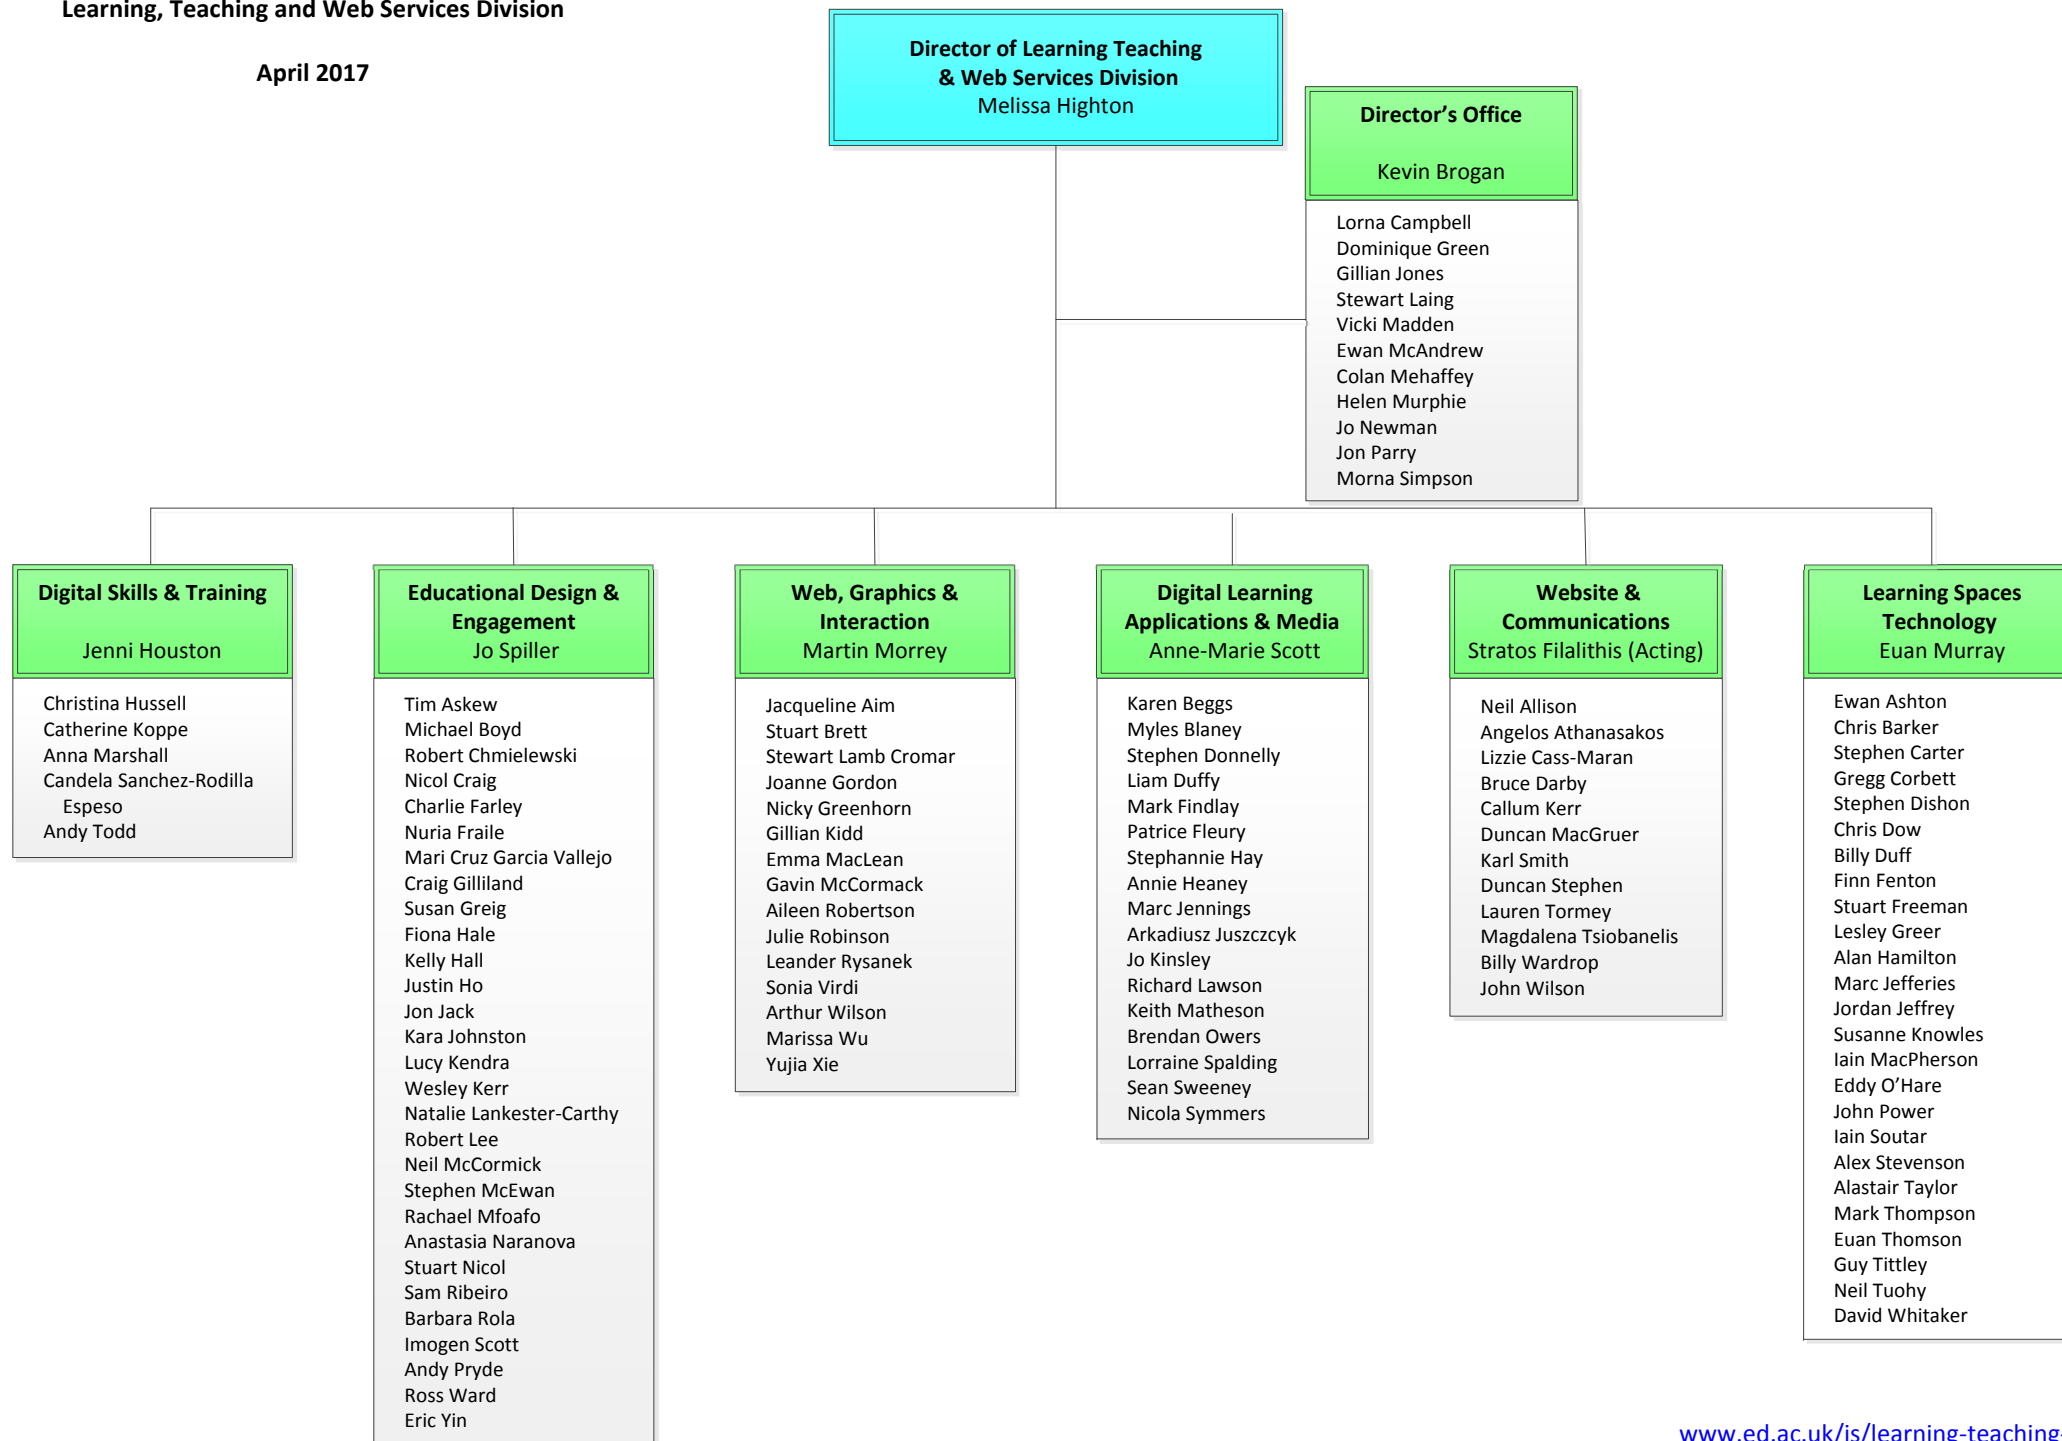 Learning, Teaching and Web Services Division
April 2017
Director of Learning Teaching
& Web Services Division
Melissa Highton
Director's Office
Kevin Brogan
Lorna Campbell
Dominique Green
Gillian Jones
Stewart Laing
Vicki Madden
Ewan McAndrew
Colan Mehaffey
Helen Murphie
Jo Newman
Jon Parry
Morna Simpson
Digital Skills & Training
Jenni Houston
Christina Hussell
Catherine Koppe
Anna Marshall
Candela Sanchez-Rodilla
Espeso
Andy Todd
Educational Design &
Engagement
Jo Spiller
Tim Askew
Michael Boyd
Robert Chmielewski
Nicol Craig
Charlie Farley
Nuria Fraile
Mari Cruz Garcia Vallejo
Craig Gilliland
Susan Greig
Fiona Hale
Kelly Hall
Justin Ho
Jon Jack
Kara Johnston
Lucy Kendra
Wesley Kerr
Natalie Lankester-Carthy
Robert Lee
Neil McCormick
Stephen McEwan
Rachael Mfoafo
Anastasia Naranova
Stuart Nicol
Sam Ribeiro
Barbara Rola
Imogen Scott
Andy Pryde
Ross Ward
Eric Yin
Web, Graphics &
Interaction
Martin Morrey
Jacqueline Aim
Stuart Brett
Stewart Lamb Cromar
Joanne Gordon
Nicky Greenhorn
Gillian Kidd
Emma MacLean
Gavin McCormack
Aileen Robertson
Julie Robinson
Leander Rysanek
Sonia Virdi
Arthur Wilson
Marissa Wu
Yujia Xie
Digital Learning
Applications & Media
Anne-Marie Scott
Karen Beggs
Myles Blaney
Stephen Donnelly
Liam Duffy
Mark Findlay
Patrice Fleury
Stephannie Hay
Annie Heaney
Marc Jennings
Arkadiusz Juszczcyk
Jo Kinsley
Richard Lawson
Keith Matheson
Brendan Owers
Lorraine Spalding
Sean Sweeney
Nicola Symmers
Website &
Communications
Stratos Filalithis (Acting)
Neil Allison
Angelos Athanasakos
Lizzie Cass-Maran
Bruce Darby
Callum Kerr
Duncan MacGruer
Karl Smith
Duncan Stephen
Lauren Tormey
Magdalena Tsiobanelis
Billy Wardrop
John Wilson
Learning Spaces
Technology
Euan Murray
Ewan Ashton
Chris Barker
Stephen Carter
Gregg Corbett
Stephen Dishon
Chris Dow
Billy Duff
Finn Fenton
Stuart Freeman
Lesley Greer
Alan Hamilton
Marc Jefferies
Jordan Jeffrey
Susanne Knowles
Iain MacPherson
Eddy O'Hare
John Power
Iain Soutar
Alex Stevenson
Alastair Taylor
Mark Thompson
Euan Thomson
Guy Tittley
Neil Tuohy
David Whitaker
www.ed.ac.uk/is/learning-teaching-